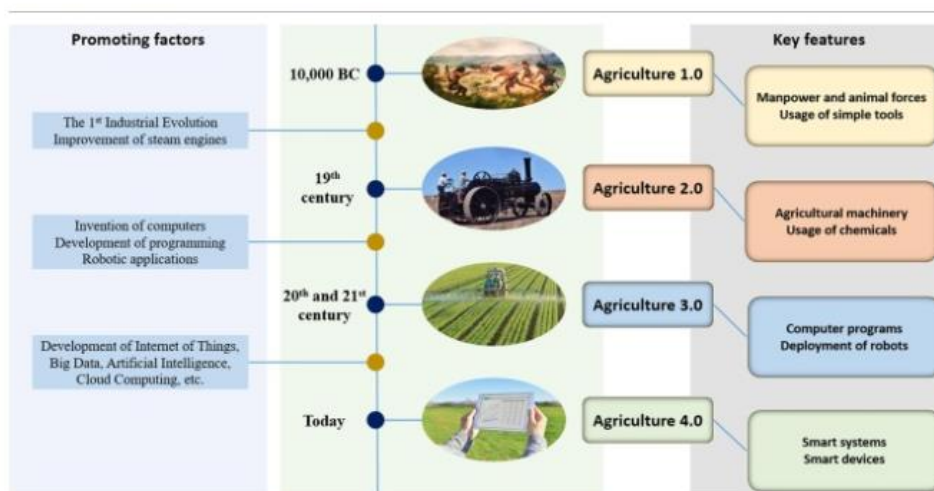 Promoting factors
Key features
10,000 BC
Agriculture 1.0
Manpower and animal forces
Usage of simple tools
The 1st Industrial Evolution
Improvement of steam engines
19th
century
Agriculture 2.0
Agricultural machinery
Usage of chemicals
Invention of computers
Development of programming
Robotic applications
20th and 21st
century
Agriculture 3.0
Computer programs
Deployment of robots
Development of Internet of Things,
Big Data, Artificial Intelligence,
Cloud Computing, etc.
Today
Agriculture 4.0
Smart systems
Smart devices